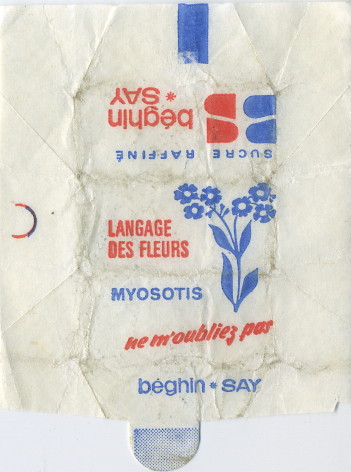 béghin
* SAY
SUCRE RAFFINÉ
LANGAGE
DES FLEURS
MYOSOTIS
ne m'oubliez pas
béghin * SAY